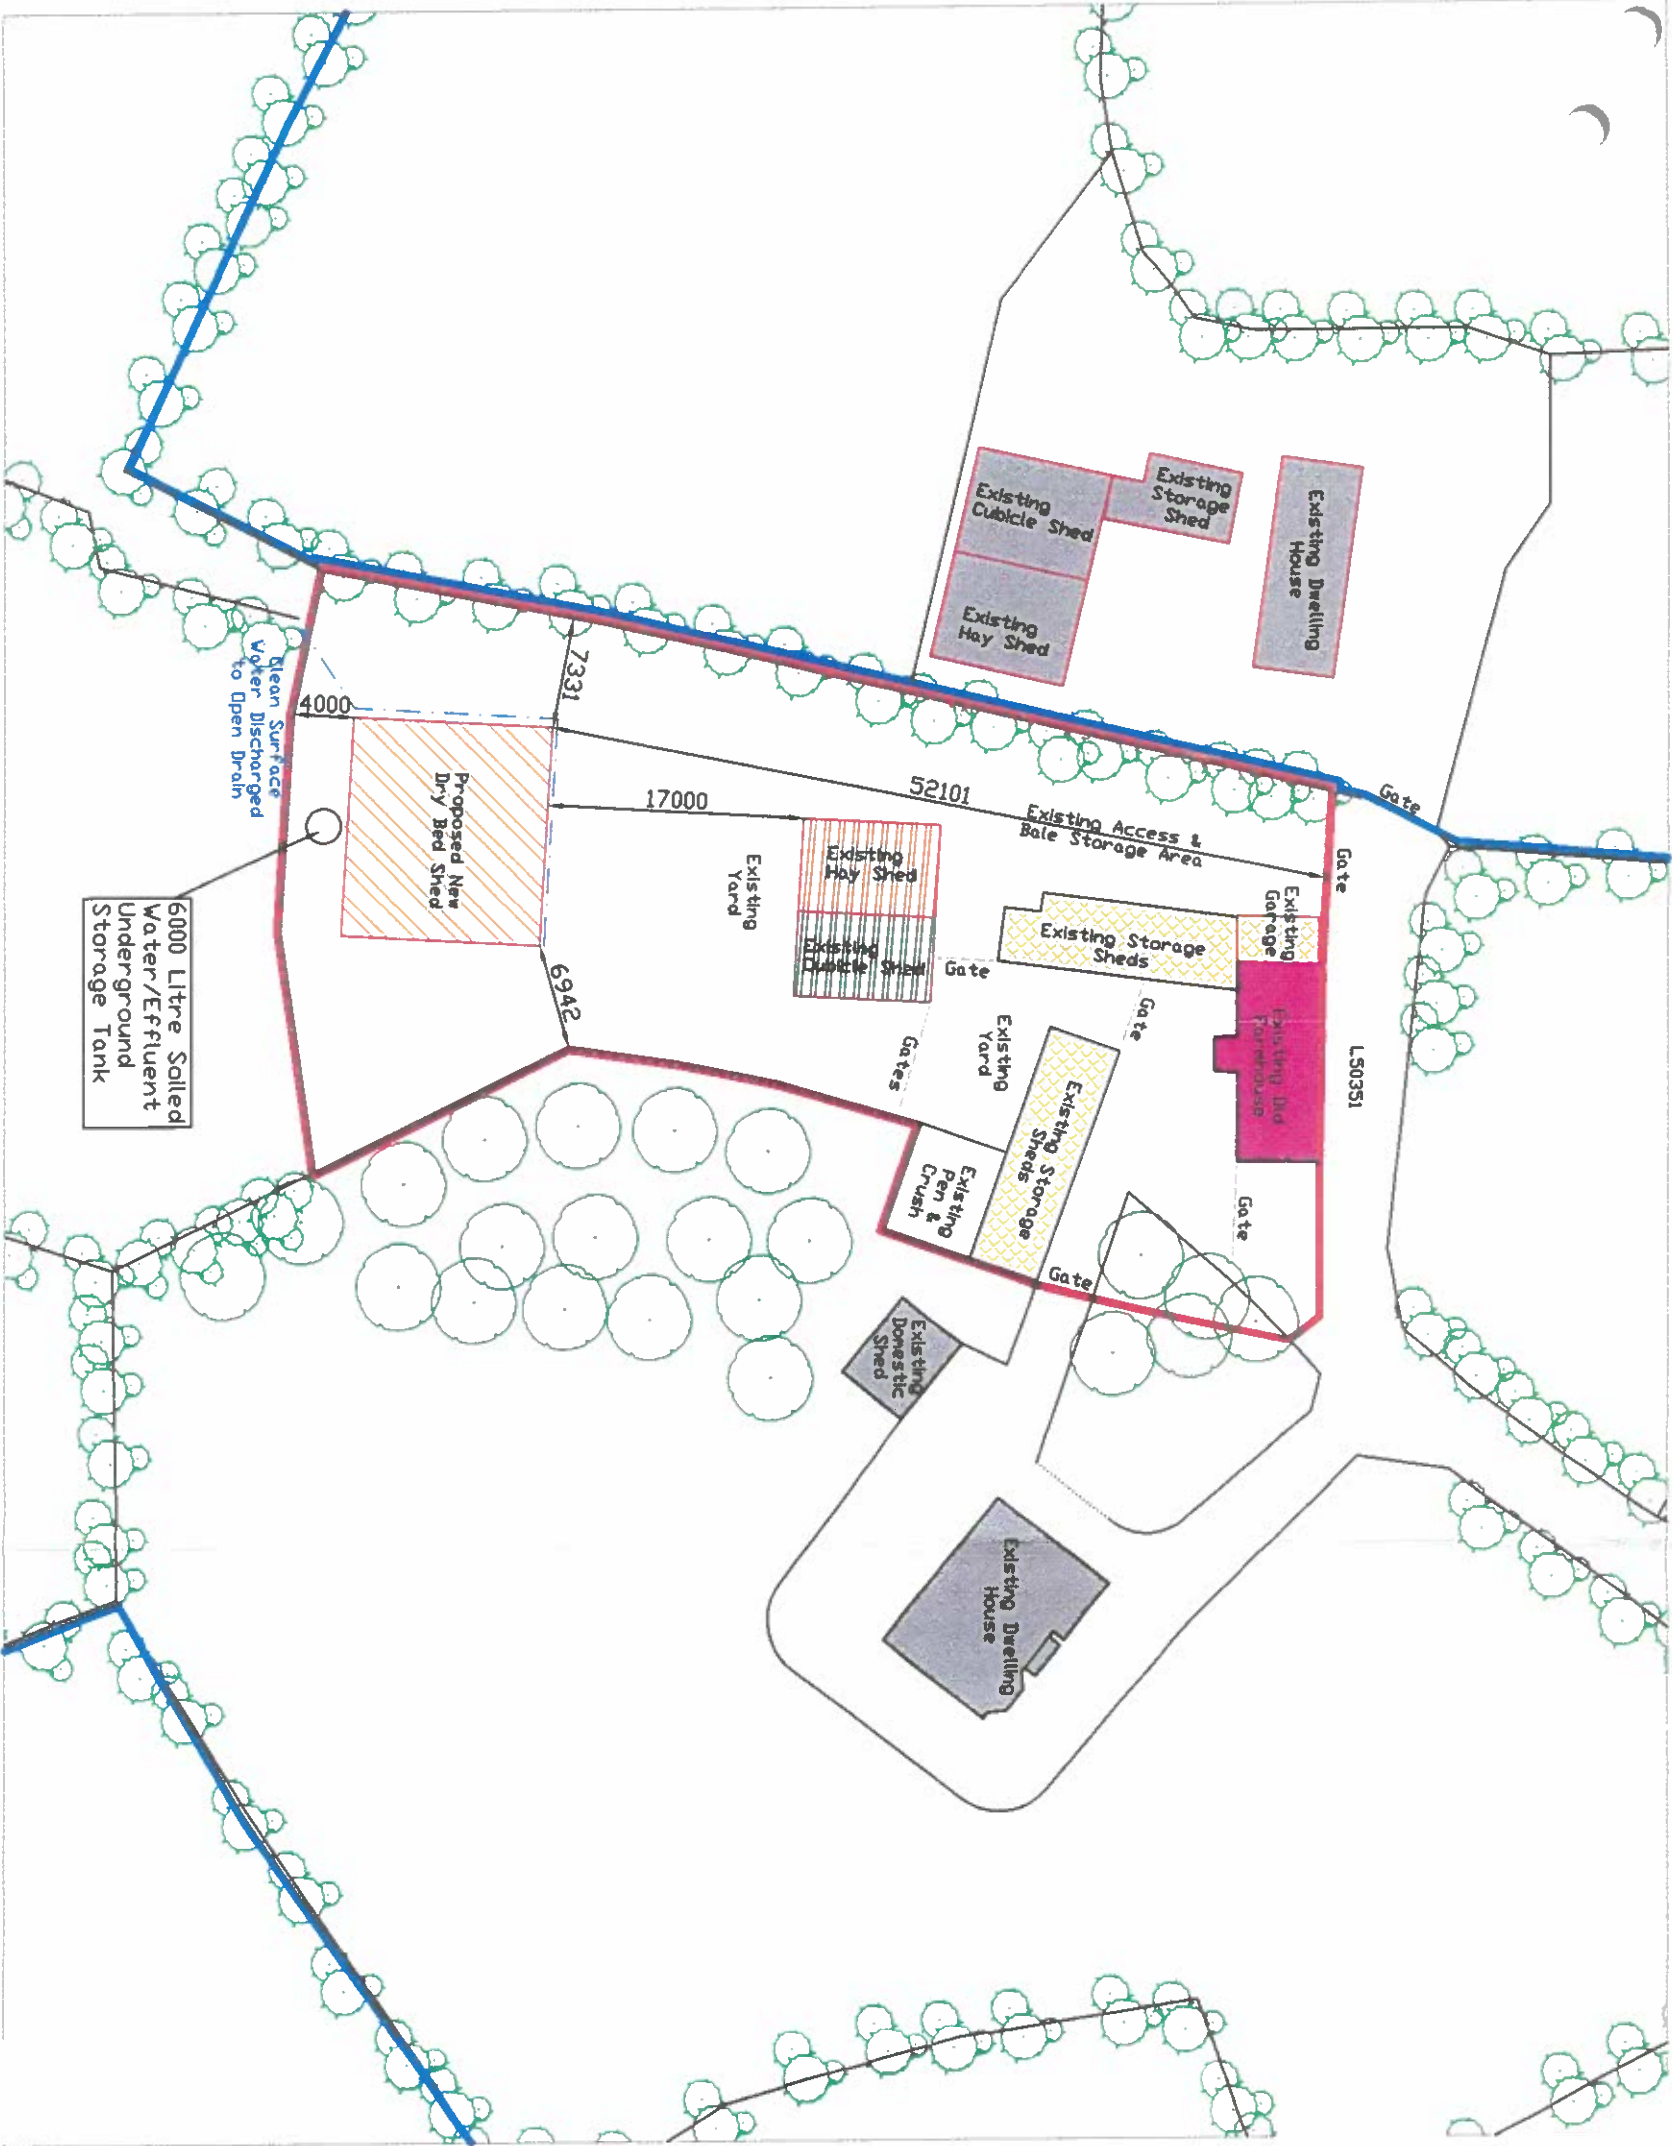 Existing
Cubicle Shed
Existing
Hay Shed
Existing
Storage
Shed
Existing Dwelling
House
Gate
Gate
7331
4000
Clean Surface
Water Discharged
to Open Drain
52101
17000
Existing Access &
Bale Storage Area
Proposed New
Dry Bed Shed
Existing
Yard
Existing
Hay Shed
Existing
Cubicle Shed
Gate
Existing Storage
Sheds
Existing
Garage
Existing Old
Farmhouse
L50351
6942
Gates
Existing
Yard
Gate
Existing Storage
Sheds
Existing
Pen &
Crush
Gate
Gate
6000 Litre Soiled
Water/Effluent
Underground
Storage Tank
Existing
Domestic
Shed
Existing Dwelling
House